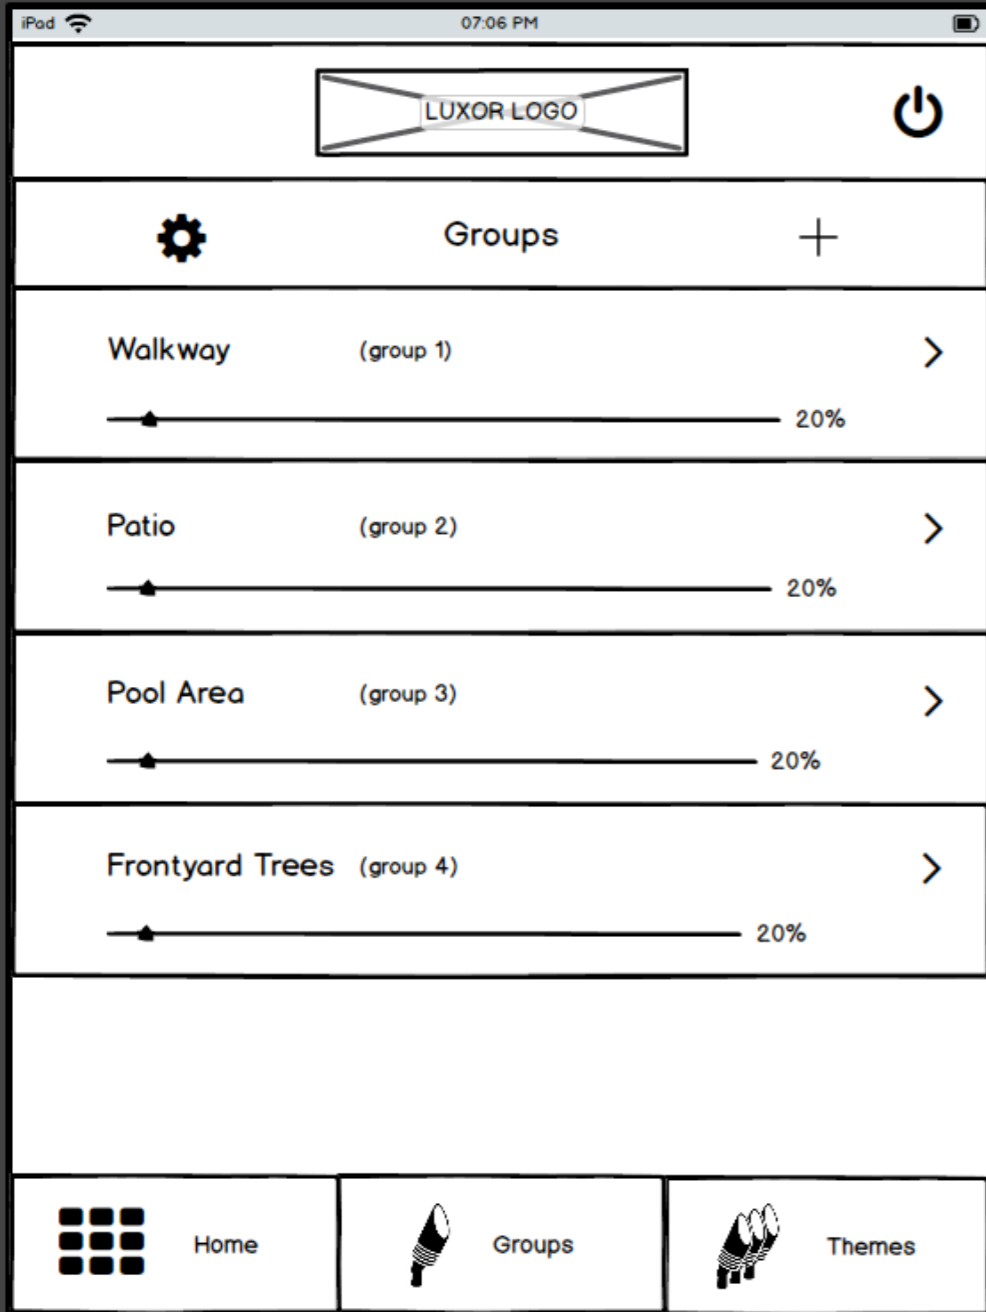 iPad 07:06 PM
LUXOR LOGO
Groups
Walkway (group 1)
20%
Patio (group 2)
20%
Pool Area (group 3)
20%
Frontyard Trees (group 4)
20%
Home Groups Themes